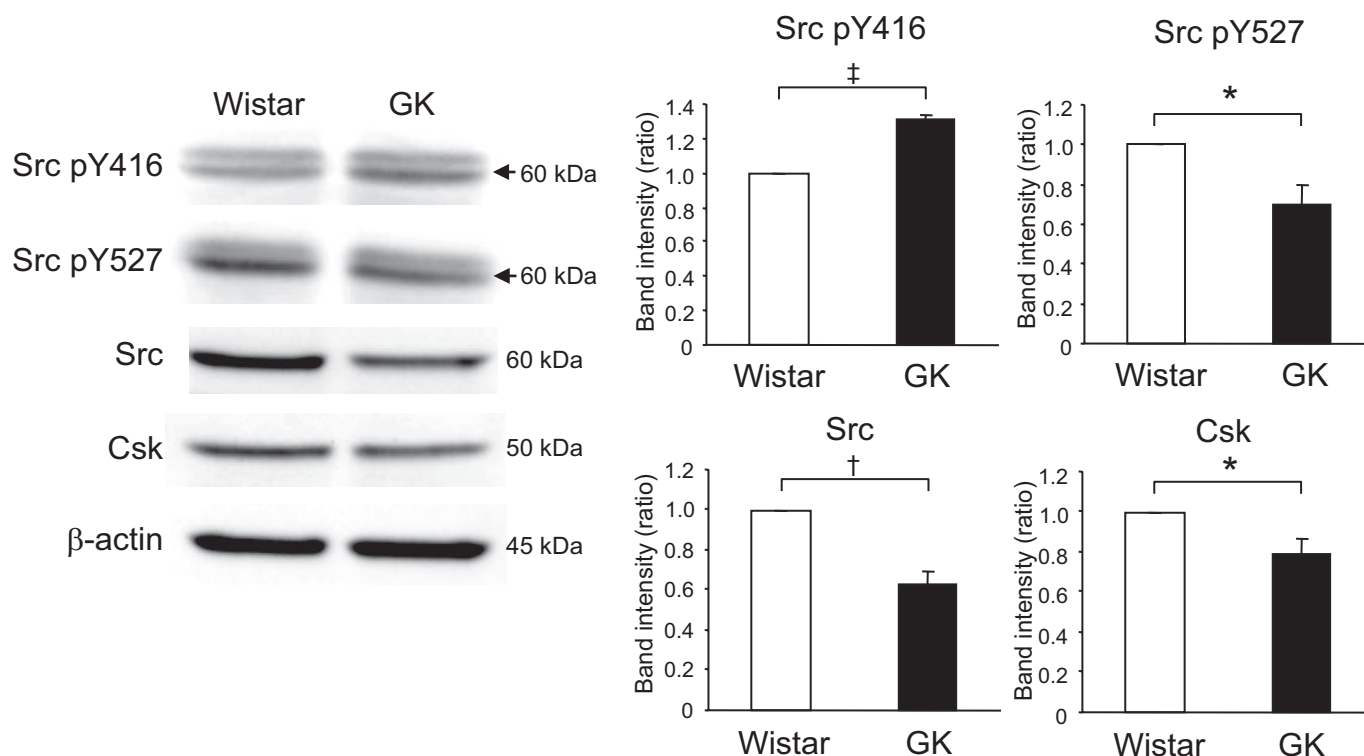 Wistar GK
Src pY416
60 kDa
Src pY527
60 kDa
Src
60 kDa
Csk
50 kDa
β-actin
45 kDa
Src pY416
‡
Band intensity (ratio)
1.4
1.2
1.0
0.8
0.6
0.4
0.2
0
Wistar GK
Src pY527
*
Band intensity (ratio)
1.2
1.0
0.8
0.6
0.4
0.2
0
Wistar GK
Src
†
Band intensity (ratio)
1.2
1.0
0.8
0.6
0.4
0.2
0
Wistar GK
Csk
*
Band intensity (ratio)
1.2
1.0
0.8
0.6
0.4
0.2
0
Wistar GK